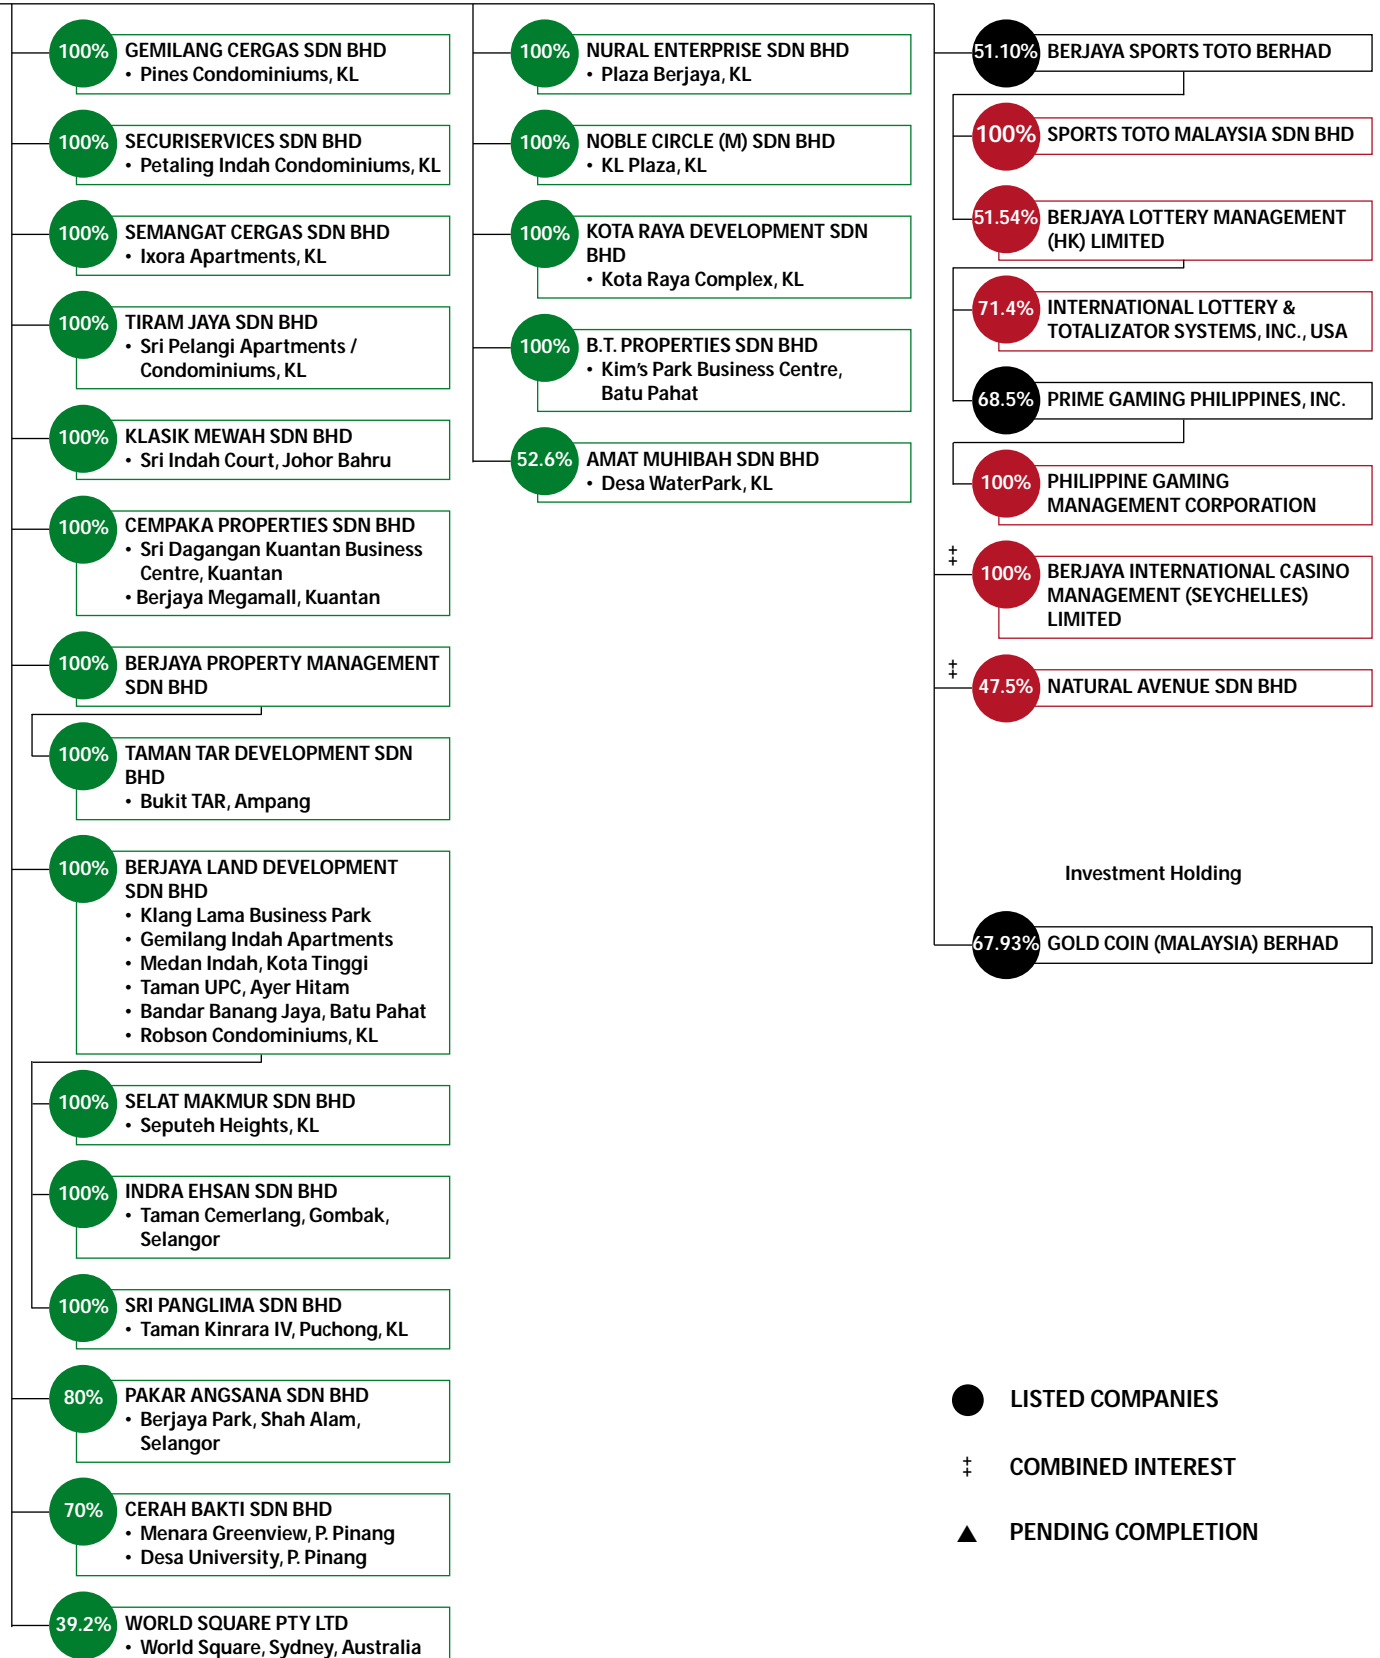 100% GEMILANG CERGAS SDN BHD
• Pines Condominiums, KL
100% SECURISERVICES SDN BHD
• Petaling Indah Condominiums, KL
100% SEMANGAT CERGAS SDN BHD
• Ixora Apartments, KL
100% TIRAM JAYA SDN BHD
• Sri Pelangi Apartments /
Condominiums, KL
100% KLASIK MEWAH SDN BHD
• Sri Indah Court, Johor Bahru
100% CEMPAKA PROPERTIES SDN BHD
• Sri Dagangan Kuantan Business
Centre, Kuantan
• Berjaya Megamall, Kuantan
100% BERJAYA PROPERTY MANAGEMENT
SDN BHD
100% TAMAN TAR DEVELOPMENT SDN
BHD
• Bukit TAR, Ampang
100% BERJAYA LAND DEVELOPMENT
SDN BHD
• Klang Lama Business Park
• Gemilang Indah Apartments
• Medan Indah, Kota Tinggi
• Taman UPC, Ayer Hitam
• Bandar Banang Jaya, Batu Pahat
• Robson Condominiums, KL
100% SELAT MAKMUR SDN BHD
• Seputeh Heights, KL
100% INDRA EHSAN SDN BHD
• Taman Cemerlang, Gombak,
Selangor
100% SRI PANGLIMA SDN BHD
• Taman Kinrara IV, Puchong, KL
80% PAKAR ANGSANA SDN BHD
• Berjaya Park, Shah Alam,
Selangor
70% CERAH BAKTI SDN BHD
• Menara Greenview, P. Pinang
• Desa University, P. Pinang
39.2% WORLD SQUARE PTY LTD
• World Square, Sydney, Australia
100% NURAL ENTERPRISE SDN BHD
• Plaza Berjaya, KL
100% NOBLE CIRCLE (M) SDN BHD
• KL Plaza, KL
100% KOTA RAYA DEVELOPMENT SDN
BHD
• Kota Raya Complex, KL
100% B.T. PROPERTIES SDN BHD
• Kim's Park Business Centre,
Batu Pahat
52.6% AMAT MUHIBAH SDN BHD
• Desa WaterPark, KL
51.10% BERJAYA SPORTS TOTO BERHAD
100% SPORTS TOTO MALAYSIA SDN BHD
51.54% BERJAYA LOTTERY MANAGEMENT
(HK) LIMITED
71.4% INTERNATIONAL LOTTERY &
TOTALIZATOR SYSTEMS, INC., USA
68.5% PRIME GAMING PHILIPPINES, INC.
100% PHILIPPINE GAMING
MANAGEMENT CORPORATION
‡ 100% BERJAYA INTERNATIONAL CASINO
MANAGEMENT (SEYCHELLES)
LIMITED
‡ 47.5% NATURAL AVENUE SDN BHD
Investment Holding
67.93% GOLD COIN (MALAYSIA) BERHAD
● LISTED COMPANIES
‡ COMBINED INTEREST
▲ PENDING COMPLETION